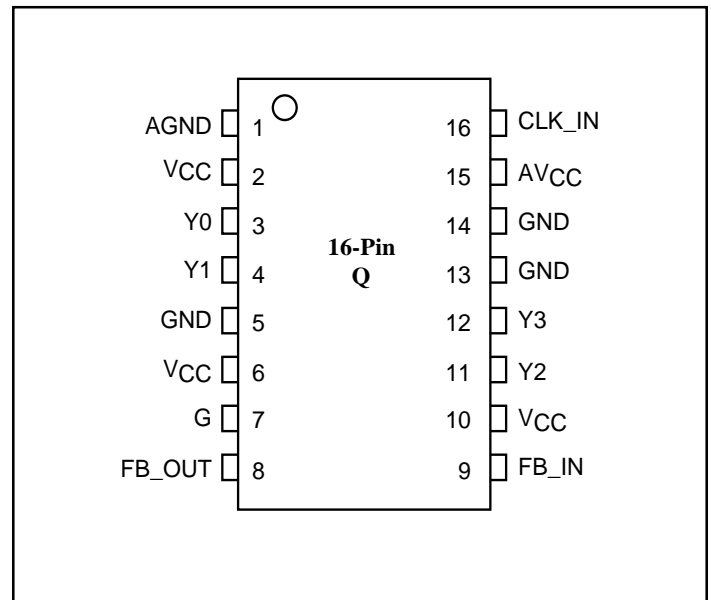 AGND 1 16 CLK_IN
VCC 2 15 AVCC
Y0 3 14 GND
16-Pin
Q
Y1 4 13 GND
GND 5 12 Y3
VCC 6 11 Y2
G 7 10 VCC
FB_OUT 8 9 FB_IN